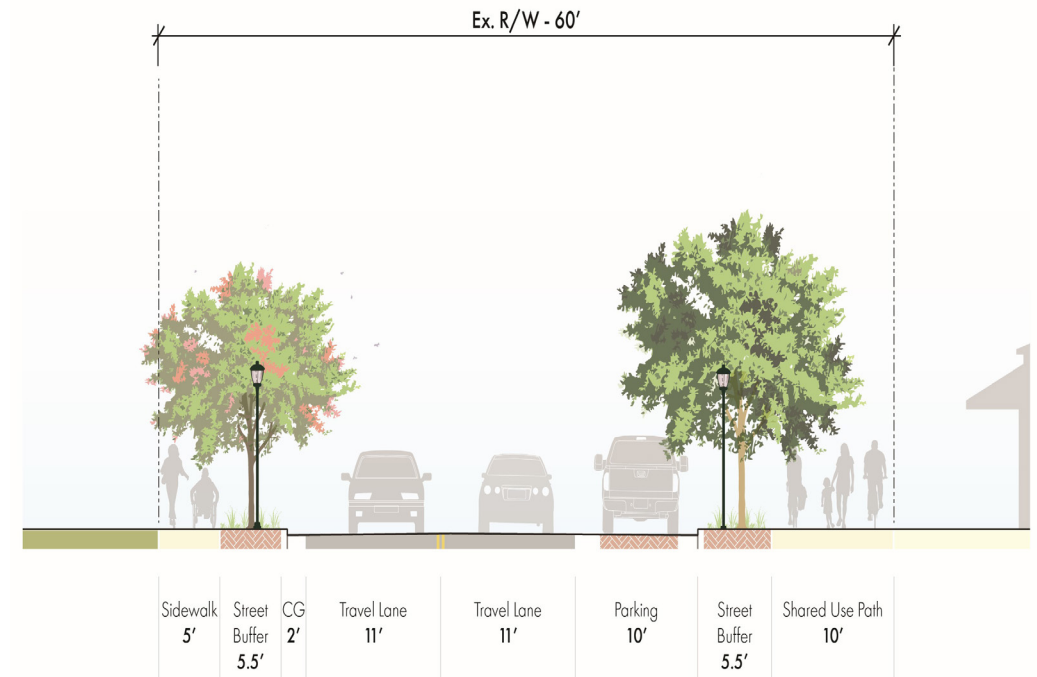 Ex. R/W - 60’
Sidewalk
5’
Street
Buffer
5.5’
CG
2’
Travel Lane
11’
Travel Lane
11’
Parking
10’
Street
Buffer
5.5’
Shared Use Path
10’